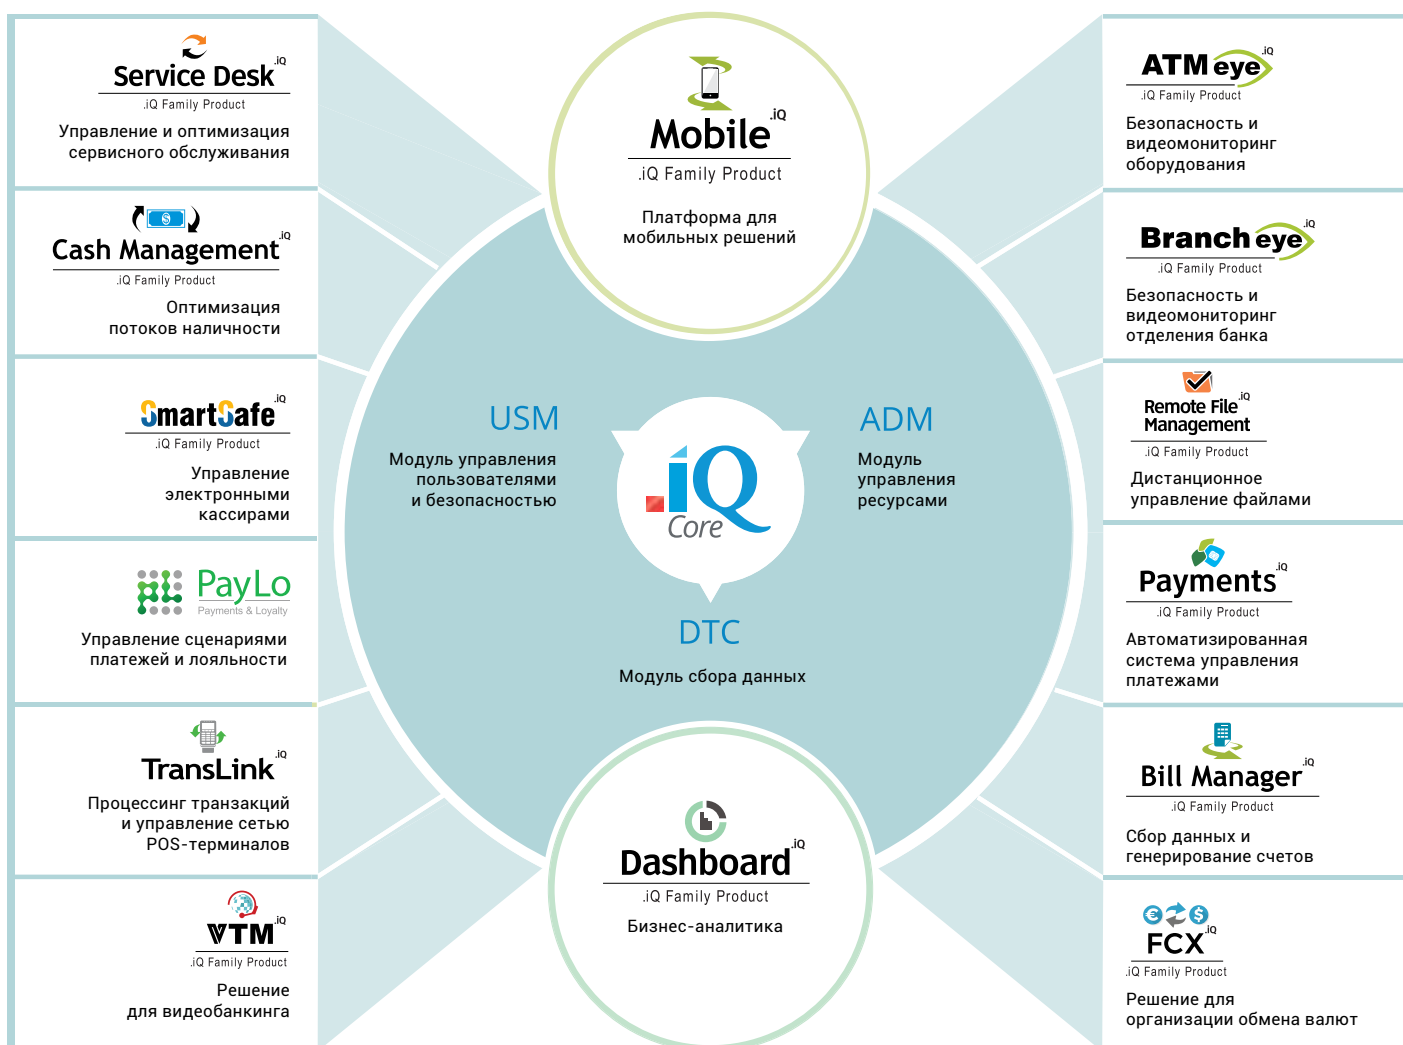 Service Desk .iQ
.iQ Family Product
Управление и оптимизация
сервисного обслуживания
Cash Management .iQ
.iQ Family Product
Оптимизация
потоков наличности
SmartSafe .iQ
.iQ Family Product
Управление
электронными
кассирами
PayLo
Payments & Loyalty
Управление сценариями
платежей и лояльности
TransLink .iQ
Процессинг транзакций
и управление сетью
POS-терминалов
VTM .iQ
.iQ Family Product
Решение
для видеобанкинга
Mobile .iQ
.iQ Family Product
Платформа для
мобильных решений
USM
Модуль управления
пользователями
и безопасностью
.iQ
Core
ADM
Модуль
управления
ресурсами
DTC
Модуль сбора данных
Dashboard .iQ
.iQ Family Product
Бизнес-аналитика
ATM eye .iQ
.iQ Family Product
Безопасность и
видеомониторинг
оборудования
Branch eye .iQ
.iQ Family Product
Безопасность и
видеомониторинг
отделения банка
Remote File .iQ
Management
.iQ Family Product
Дистанционное
управление файлами
Payments .iQ
.iQ Family Product
Автоматизированная
система управления
платежами
Bill Manager .iQ
.iQ Family Product
Сбор данных и
генерирование счетов
€ $
FCX .iQ
.iQ Family Product
Решение для
организации обмена валют